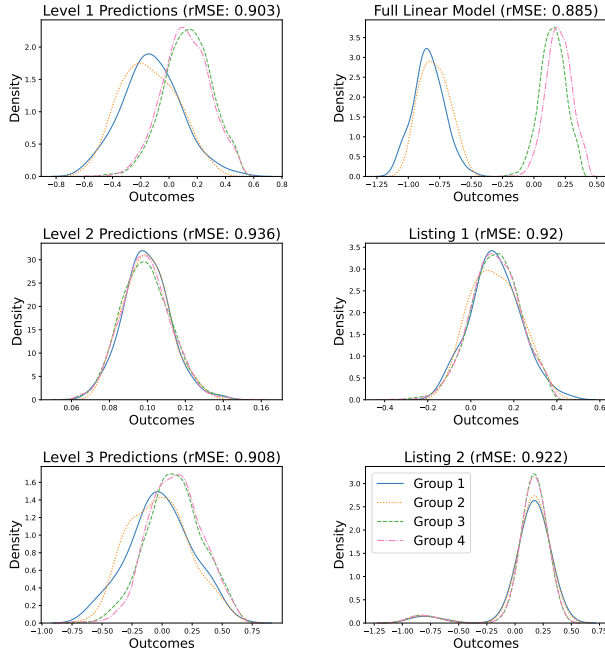 Level 1 Predictions (rMSE: 0.903)
Density
2.0
1.5
1.0
0.5
0.0
−0.8 −0.6 −0.4 −0.2 0.0 0.2 0.4 0.6 0.8
Outcomes
Full Linear Model (rMSE: 0.885)
Density
3.5
3.0
2.5
2.0
1.5
1.0
0.5
0.0
−1.25 −1.00 −0.75 −0.50 −0.25 0.00 0.25 0.50
Outcomes
Level 2 Predictions (rMSE: 0.936)
Density
30
25
20
15
10
5
0
0.06 0.08 0.10 0.12 0.14 0.16
Outcomes
Listing 1 (rMSE: 0.92)
Density
3.5
3.0
2.5
2.0
1.5
1.0
0.5
0.0
−0.4 −0.2 0.0 0.2 0.4 0.6
Outcomes
Level 3 Predictions (rMSE: 0.908)
Density
1.6
1.4
1.2
1.0
0.8
0.6
0.4
0.2
0.0
−1.00 −0.75 −0.50 −0.25 0.00 0.25 0.50 0.75
Outcomes
Listing 2 (rMSE: 0.922)
Group 1
Group 2
Group 3
Group 4
Density
3.0
2.5
2.0
1.5
1.0
0.5
0.0
−1.25 −1.00 −0.75 −0.50 −0.25 0.00 0.25 0.50 0.75
Outcomes